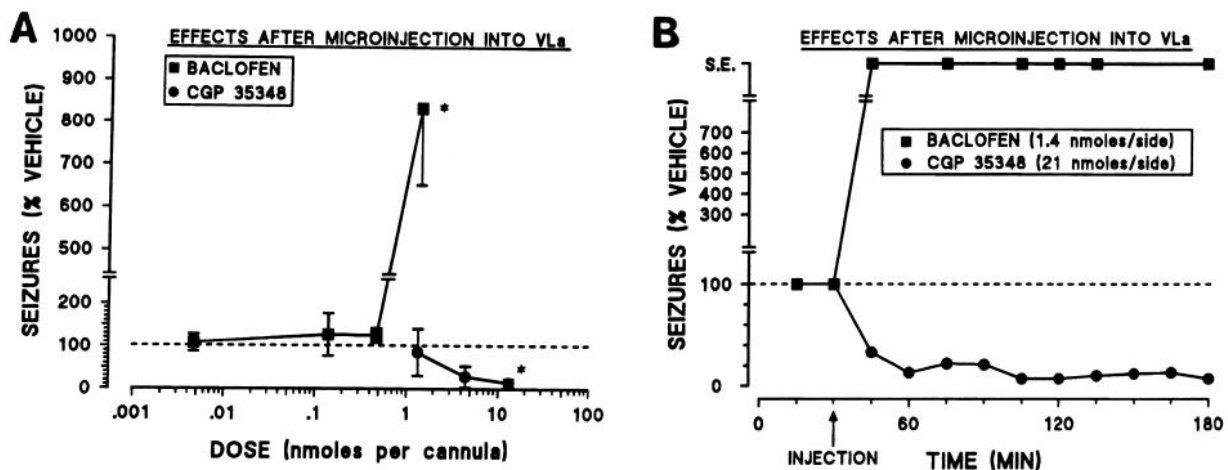 A
EFFECTS AFTER MICROINJECTION INTO VLa
BACLOFEN
CGP 35348
*
*
SEIZURES (% VEHICLE)
1000
900
800
700
600
500
200
100
0
.001
.01
.1
1
10
100
DOSE (nmoles per cannula)
B
EFFECTS AFTER MICROINJECTION INTO VLa
S.E.
BACLOFEN (1.4 nmoles/side)
CGP 35348 (21 nmoles/side)
SEIZURES (% VEHICLE)
700
600
500
300
100
0
0
60
120
180
INJECTION
TIME (MIN)